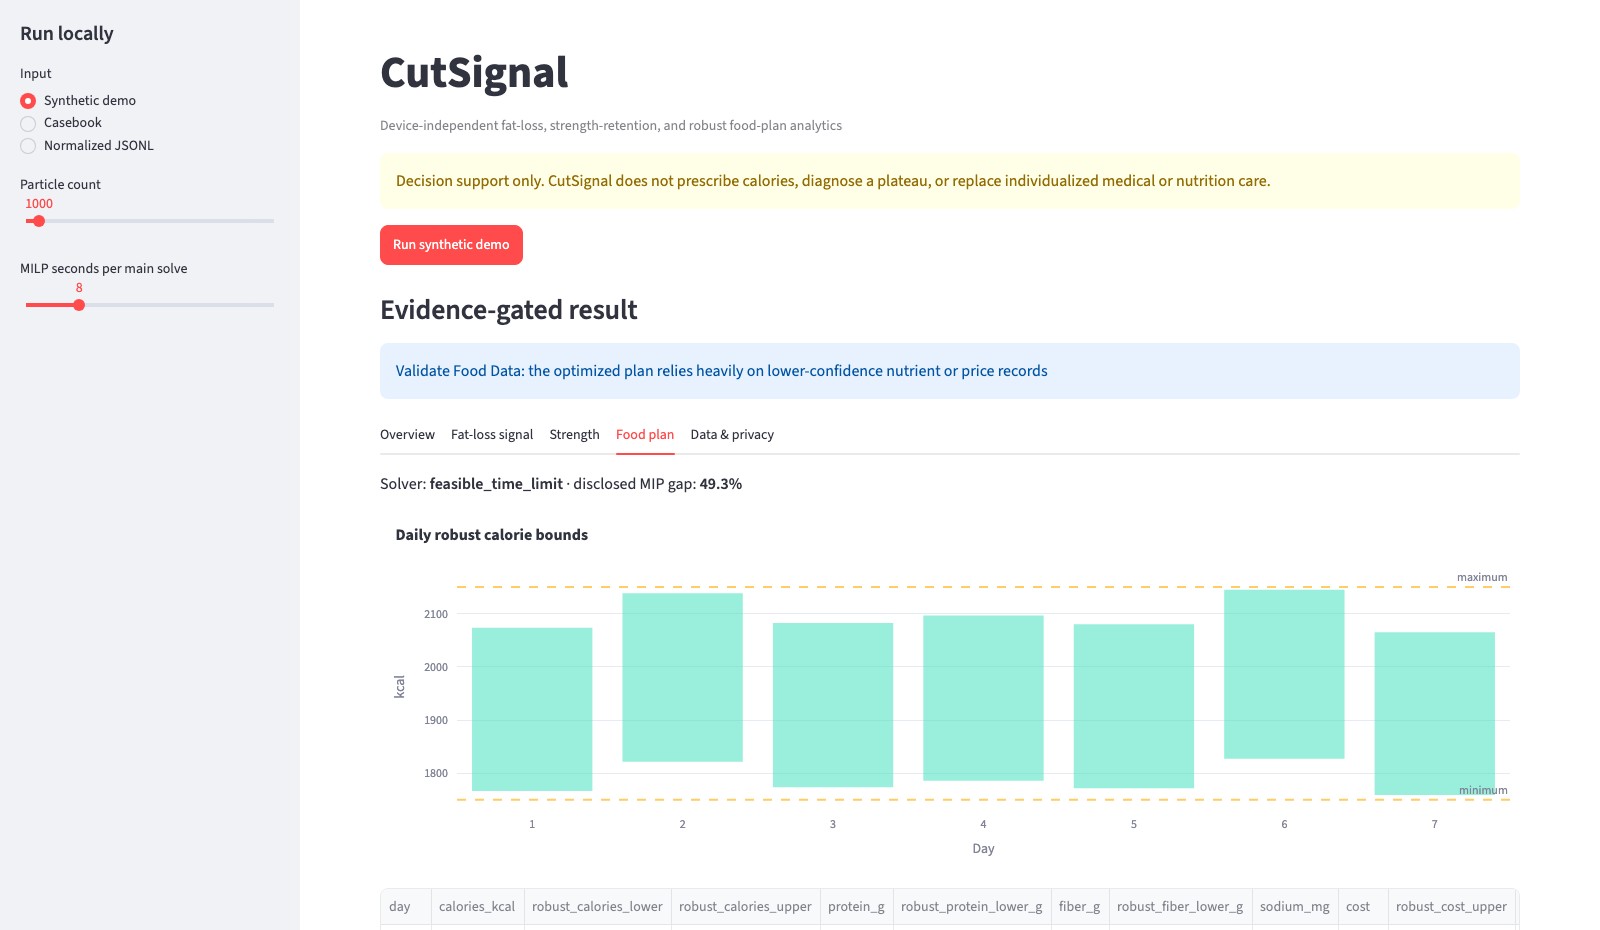 Run locally
Input
Synthetic demo
Casebook
Normalized JSONL
Particle count
1000
MILP seconds per main solve
8
CutSignal
Device-independent fat-loss, strength-retention, and robust food-plan analytics
Decision support only. CutSignal does not prescribe calories, diagnose a plateau, or replace individualized medical or nutrition care.
Run synthetic demo
Evidence-gated result
Validate Food Data: the optimized plan relies heavily on lower-confidence nutrient or price records
Overview Fat-loss signal Strength Food plan Data & privacy
Solver: feasible_time_limit · disclosed MIP gap: 49.3%
Daily robust calorie bounds
maximum
2100
2000
kcal
1900
1800
minimum
1 2 3 4 5 6 7
Day
day calories_kcal robust_calories_lower robust_calories_upper protein_g robust_protein_lower_g fiber_g robust_fiber_lower_g sodium_mg cost robust_cost_upper